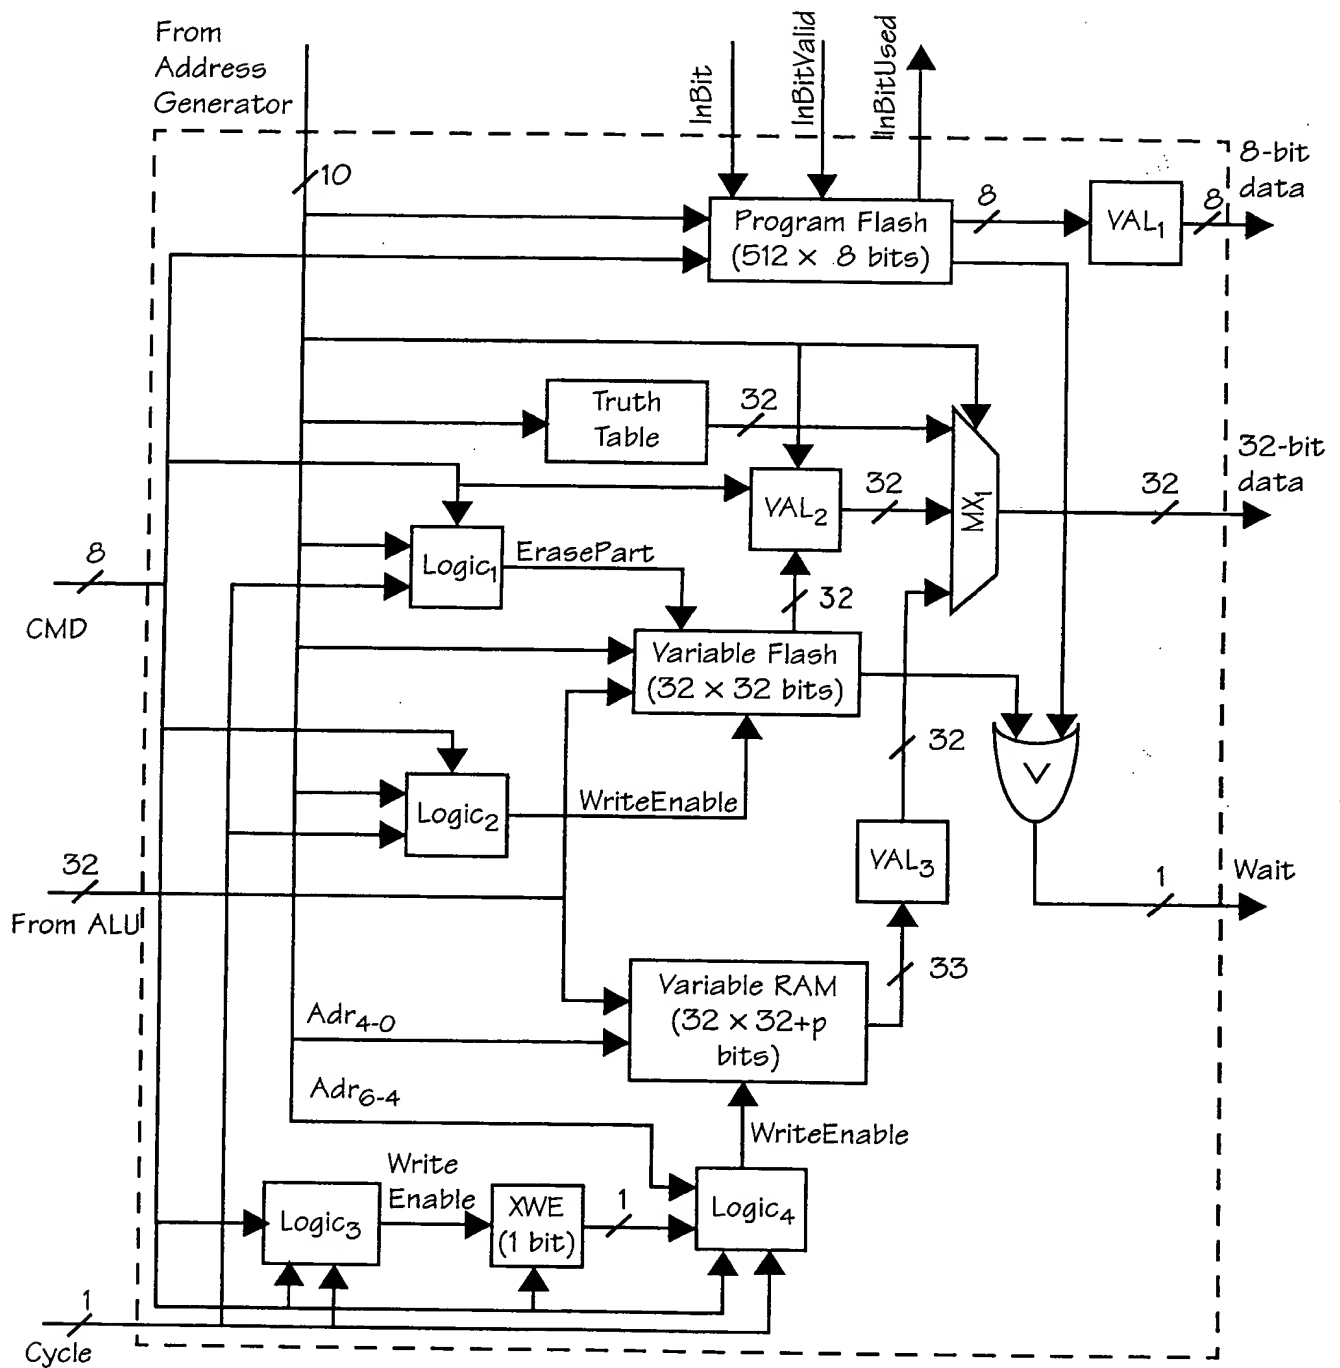 From
Address
Generator
InBit
InBitValid
InBitUsed
10
8-bit
data
Program Flash
(512 × 8 bits)
8
VAL1
8
Truth
Table
32
32-bit
data
VAL2
32
MX1
32
8
CMD
Logic1
ErasePart
32
Variable Flash
(32 × 32 bits)
32
Logic2
WriteEnable
V
VAL3
32
From ALU
1
Wait
33
Variable RAM
(32 × 32+p
bits)
Adr4-0
Adr6-4
WriteEnable
Write
Enable
Logic3
XWE
(1 bit)
1
Logic4
1
Cycle